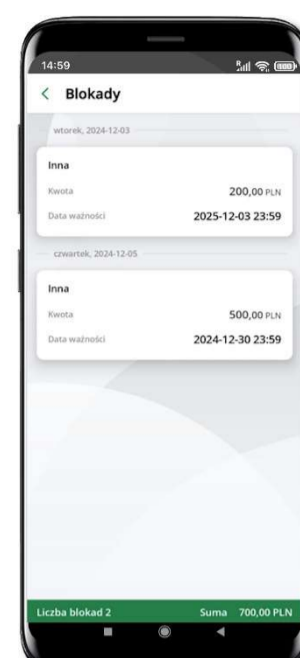 14:59
Blokady
wtorek, 2024-12-03
Inna
Kwota 200,00 PLN
Data ważności 2025-12-03 23:59
czwartek, 2024-12-05
Inna
Kwota 500,00 PLN
Data ważności 2024-12-30 23:59
Liczba blokad 2 Suma 700,00 PLN